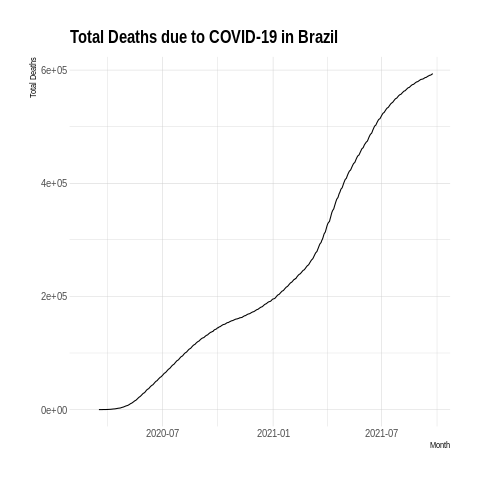 Total Deaths due to COVID-19 in Brazil
Total Deaths
6e+05
4e+05
2e+05
0e+00
2020-07
2021-01
2021-07
Month